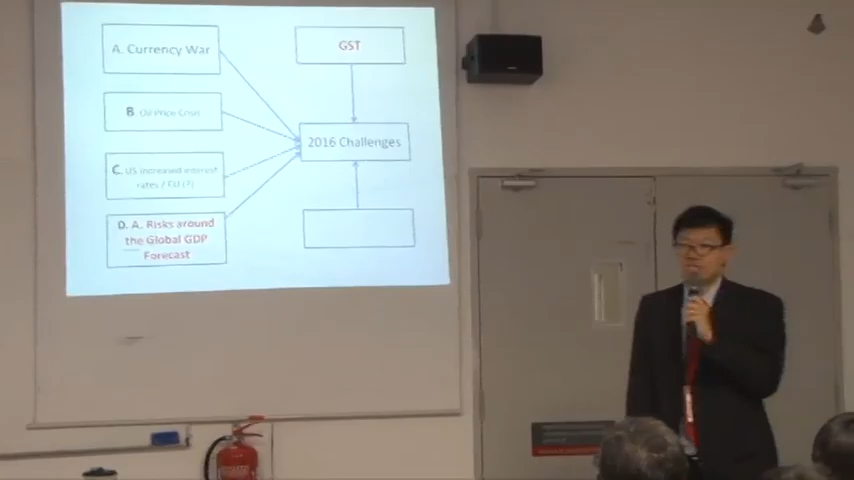 A. Currency War
GST
B Oil Price Crisis
2016 Challenges
C. US increased interest
rates / EU (?)
D. A. Risks around
the Global GDP
Forecast